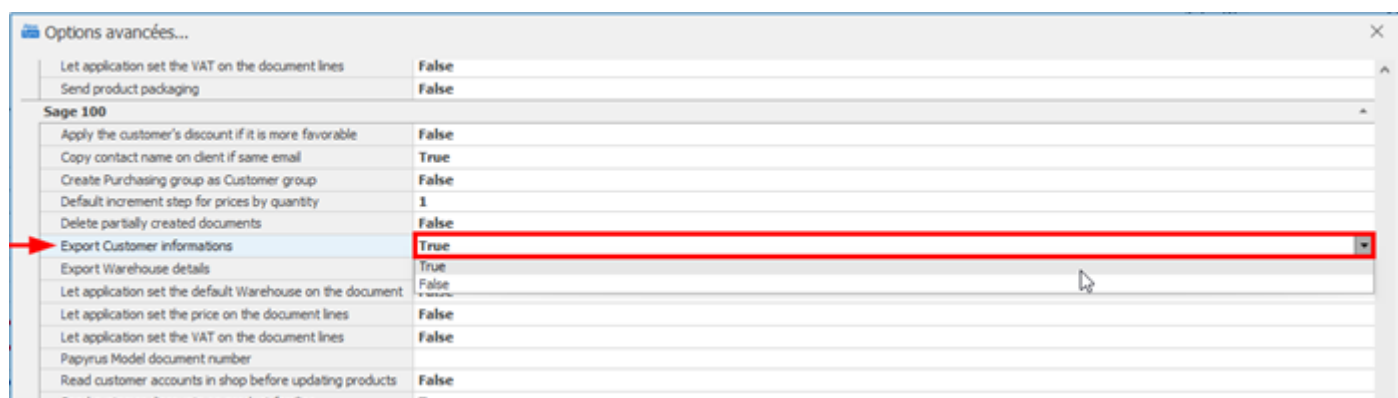 Options avancées...
Let application set the VAT on the document lines False
Send product packaging False
Sage 100
Apply the customer's discount if it is more favorable False
Copy contact name on client if same email True
Create Purchasing group as Customer group False
Default increment step for prices by quantity 1
Delete partially created documents False
Export Customer informations True
Export Warehouse details True
Let application set the default Warehouse on the document False
Let application set the price on the document lines False
Let application set the VAT on the document lines False
Papyrus Model document number
Read customer accounts in shop before updating products False